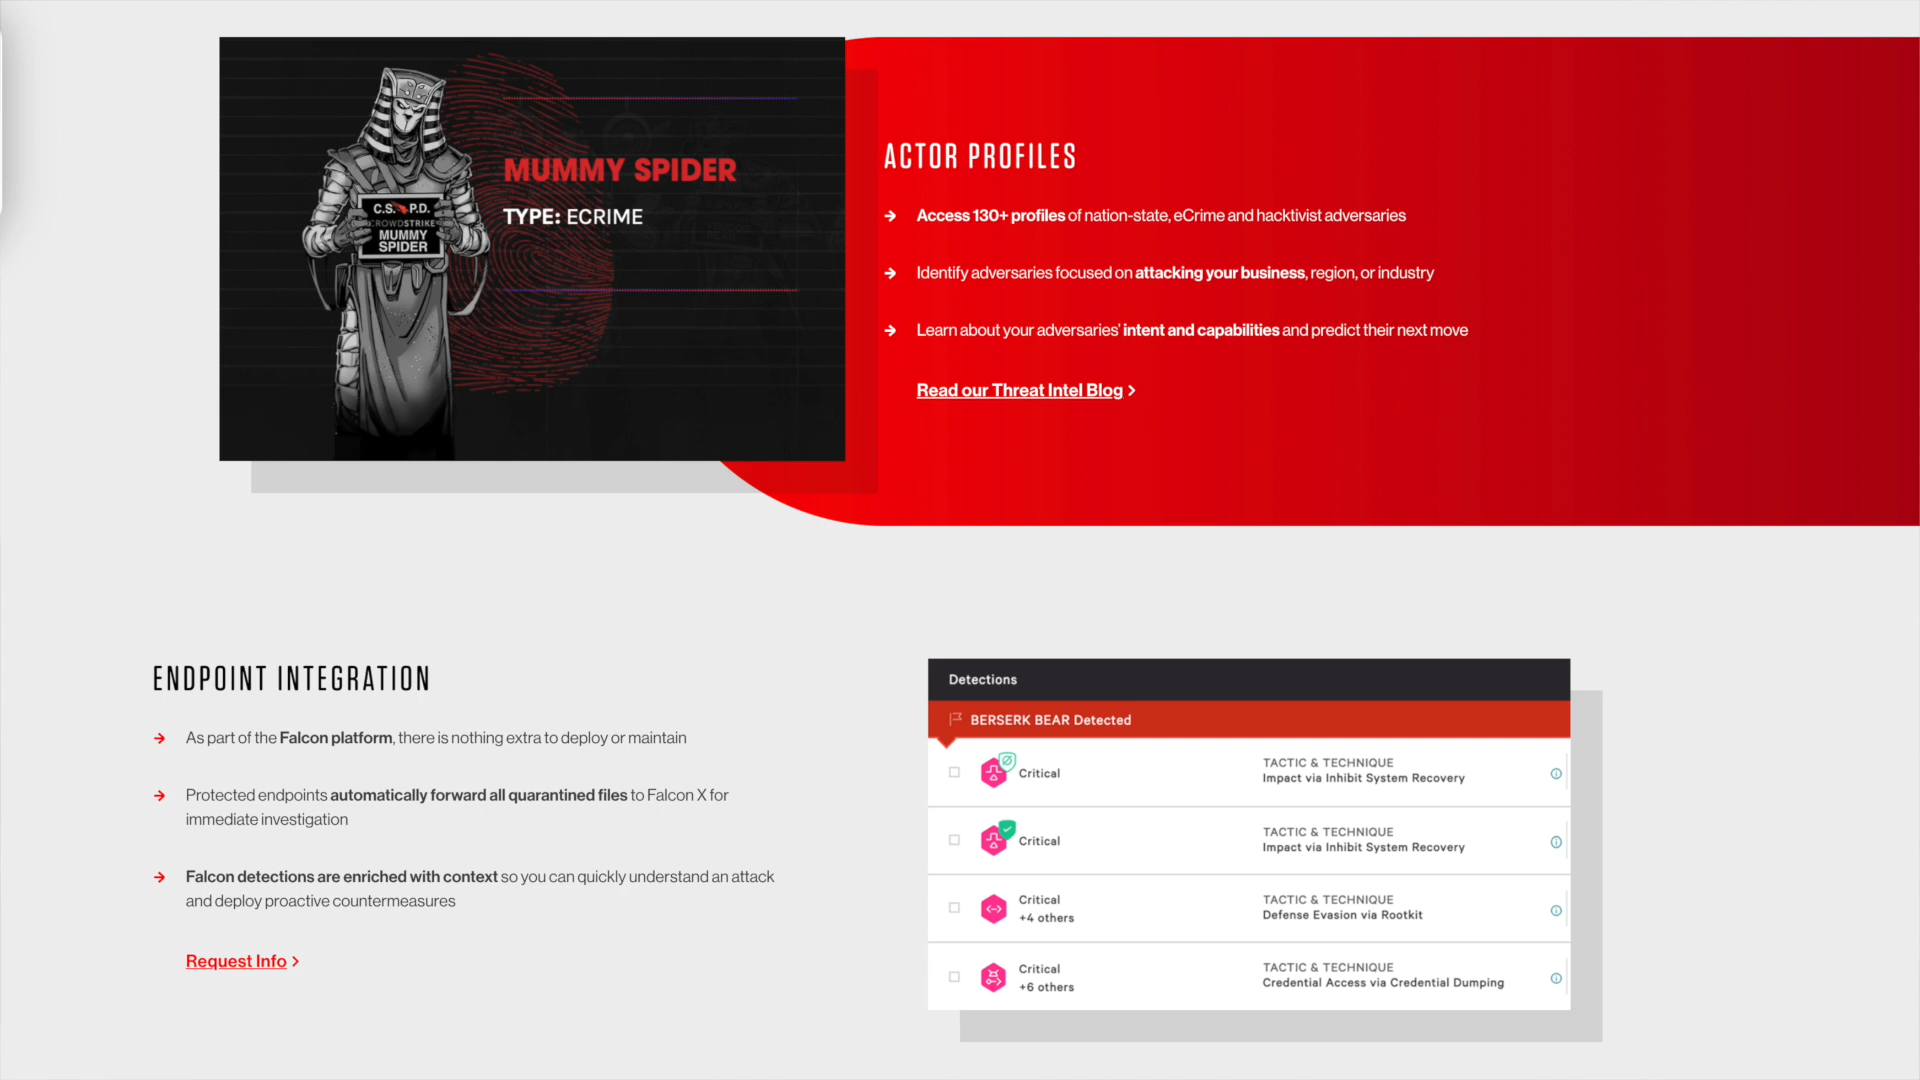 MUMMY SPIDER
TYPE: ECRIME
C.S. P.D.
CROWDSTRIKE
MUMMY
SPIDER
ACTOR PROFILES
Access 130+ profiles of nation-state, eCrime and hacktivist adversaries
Identify adversaries focused on attacking your business, region, or industry
Learn about your adversaries' intent and capabilities and predict their next move
Read our Threat Intel Blog
ENDPOINT INTEGRATION
As part of the Falcon platform, there is nothing extra to deploy or maintain
Protected endpoints automatically forward all quarantined files to Falcon X for
immediate investigation
Falcon detections are enriched with context so you can quickly understand an attack
and deploy proactive countermeasures
Request Info
Detections
BERSERK BEAR Detected
Critical
TACTIC & TECHNIQUE
Impact via Inhibit System Recovery
Critical
TACTIC & TECHNIQUE
Impact via Inhibit System Recovery
Critical
+4 others
TACTIC & TECHNIQUE
Defense Evasion via Rootkit
Critical
+6 others
TACTIC & TECHNIQUE
Credential Access via Credential Dumping